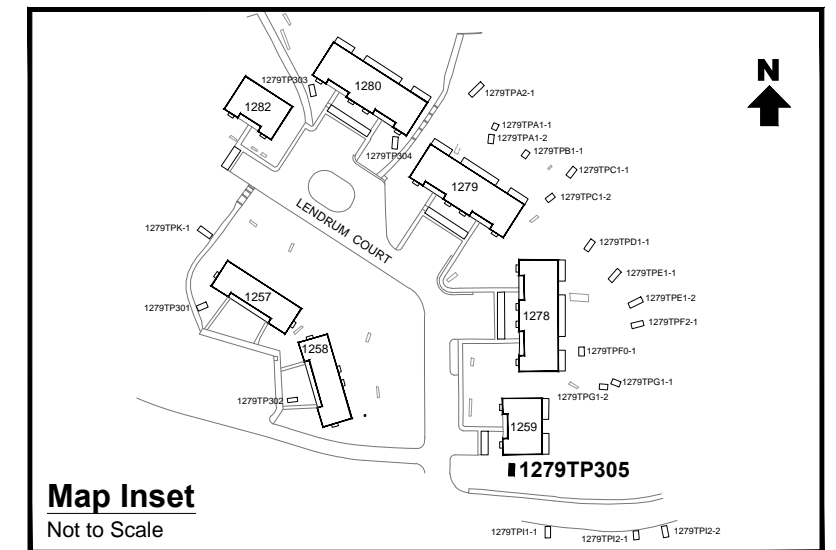 N
1279TP303
1280
1282
1279TPA2-1
1279TPA1-1
1279TPA1-2
1279TPB1-1
1279TP304
1279TPC1-1
1279
1279TPC1-2
LENDRUM COURT
1279TPK-1
1279TPD1-1
1279TPE1-1
1257
1279TPE1-2
1279TP301
1278
1279TPF2-1
1258
1279TPF0-1
1279TPG1-1
1279TPG1-2
1279TP302
1259
1279TP305
Map Inset
Not to Scale
1279TPI1-1
1279TPI2-1
1279TPI2-2